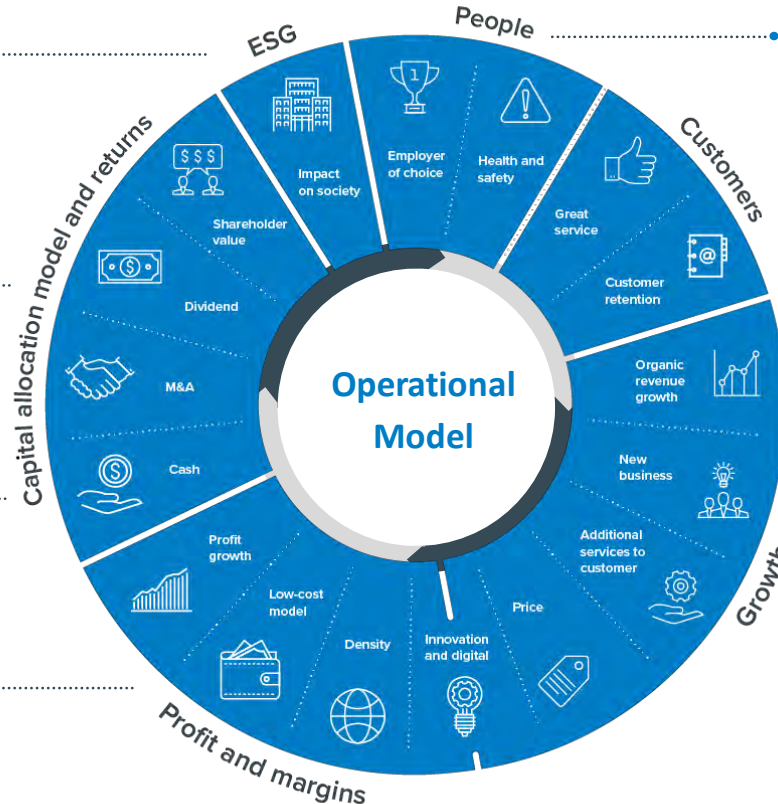 ESG
People
Customers
Growth
Profit and margins
Capital allocation model and returns
Impact
on society
Employer
of choice
1
Health and
safety
Great
service
Customer
retention
@
Organic
revenue
growth
New
business
Additional
services to
customer
Price
Innovation
and digital
Density
Low-cost
model
Profit
growth
Cash
$
M&A
Dividend
$
Shareholder
value
$$$
Operational
Model